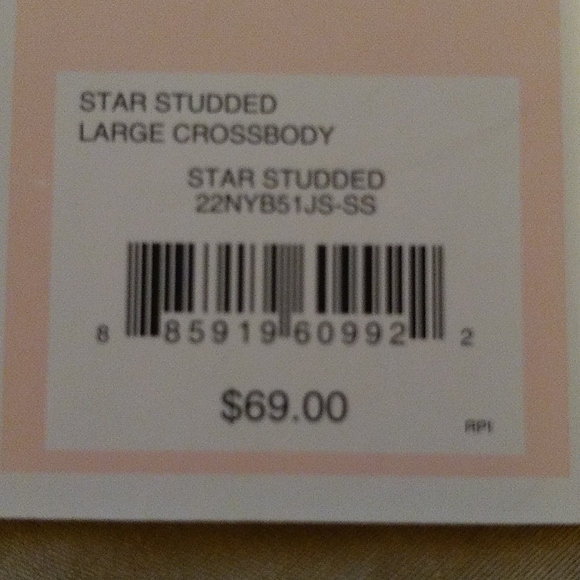 STAR STUDDED
LARGE CROSSBODY
STAR STUDDED
22NYB51JS-SS
8 85919 60992 2
$69.00
RPI